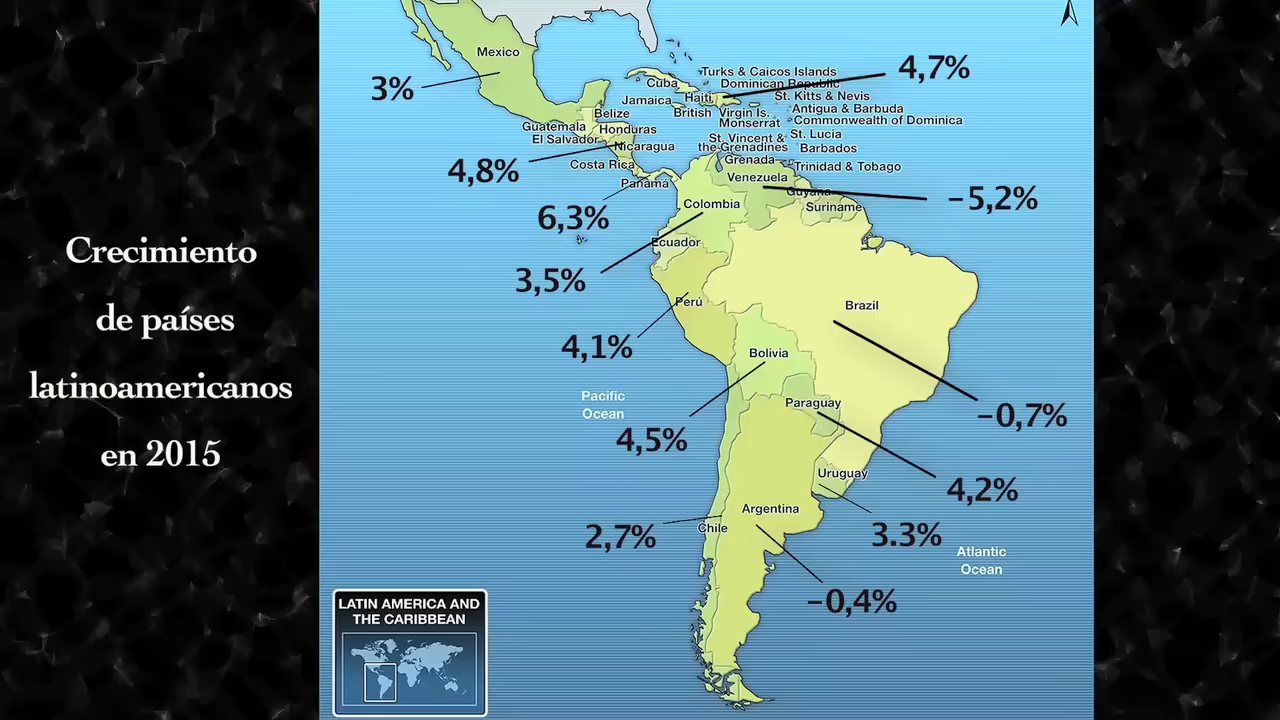 Crecimiento
de países
latinoamericanos
en 2015
Mexico
3%
Cuba
Turks & Caicos Islands
4,7%
Dominican Republic
Haiti
St. Kitts & Nevis
Jamaica
Antigua & Barbuda
Belize
British Virgin Is.
Montserrat
Commonwealth of Dominica
Guatemala
Honduras
El Salvador
St. Vincent &
the Grenadines
St. Lucia
Nicaragua
Barbados
Grenada
Costa Rica
4,8%
Trinidad & Tobago
Panamá
Venezuela
6,3%
Guyana
-5,2%
Colombia
Suriname
Ecuador
3,5%
Perú
Brazil
4,1%
Bolivia
Pacific
Ocean
Paraguay
-0,7%
4,5%
Uruguay
4,2%
Argentina
2,7%
Chile
3.3%
Atlantic
Ocean
-0,4%
LATIN AMERICA AND
THE CARIBBEAN